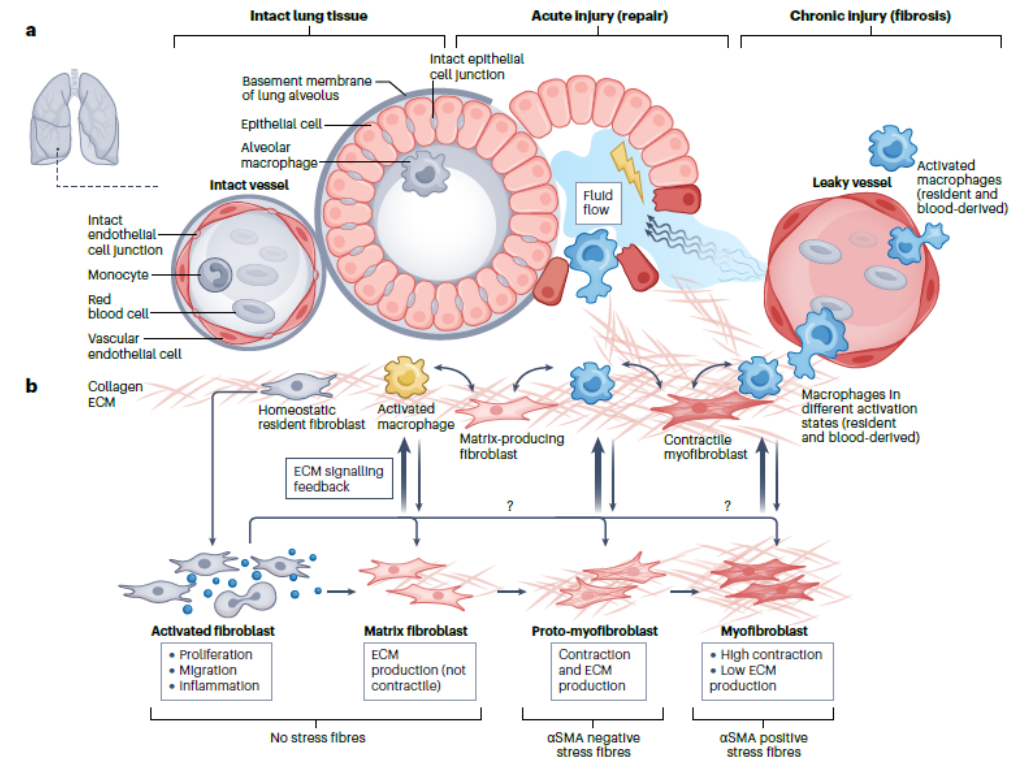 Intact lung tissue
Acute injury (repair)
Chronic injury (fibrosis)
a
Intact epithelial
cell junction
Basement membrane
of lung alveolus
Epithelial cell
Alveolar
macrophage
Intact vessel
Intact
endothelial
cell junction
Monocyte
Red
blood cell
Vascular
endothelial cell
Fluid
flow
Leaky vessel
Activated
macrophages
(resident and
blood-derived)
b
Collagen
ECM
Homeostatic
resident fibroblast
Activated
macrophage
Matrix-producing
fibroblast
Contractile
myofibroblast
Macrophages in
different activation
states (resident
and blood-derived)
ECM signalling
feedback
?
?
Activated fibroblast
• Proliferation
• Migration
• Inflammation
Matrix fibroblast
ECM
production (not
contractile)
Proto-myofibroblast
Contraction
and ECM
production
Myofibroblast
• High contraction
• Low ECM
production
No stress fibres
αSMA negative
stress fibres
αSMA positive
stress fibres